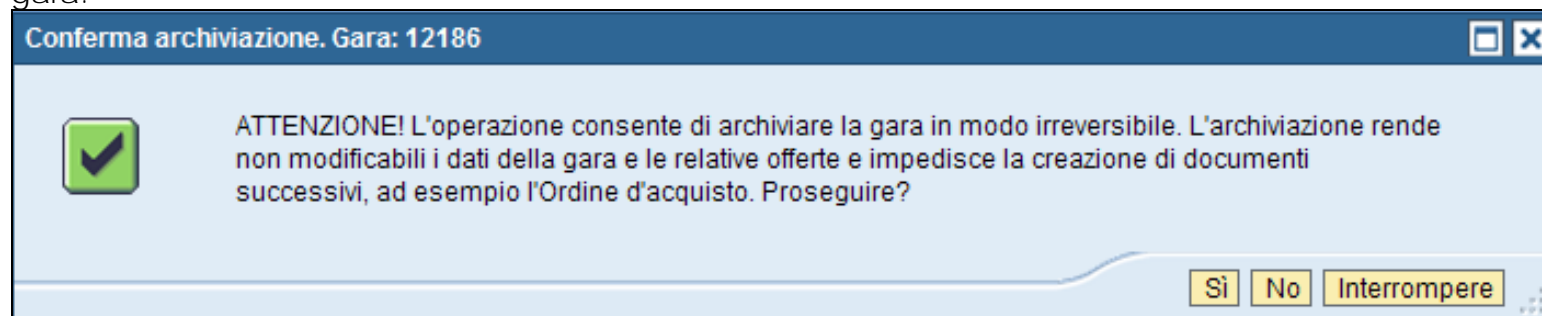 gara.
Conferma archiviazione. Gara: 12186
ATTENZIONE! L'operazione consente di archiviare la gara in modo irreversibile. L'archiviazione rende
non modificabili i dati della gara e le relative offerte e impedisce la creazione di documenti
successivi, ad esempio l'Ordine d'acquisto. Proseguire?
Sì No Interrompere